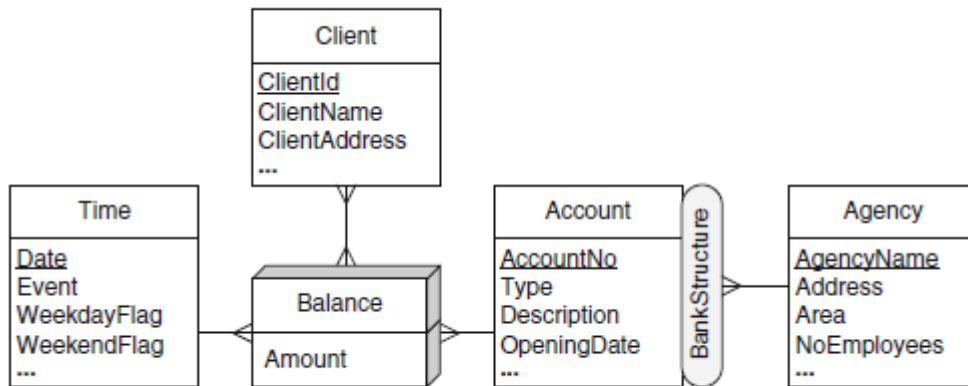 Client
ClientId
ClientName
ClientAddress
...
Time
Date
Event
WeekdayFlag
WeekendFlag
...
Balance
Amount
Account
AccountNo
Type
Description
OpeningDate
...
BankStructure
Agency
AgencyName
Address
Area
NoEmployees
...